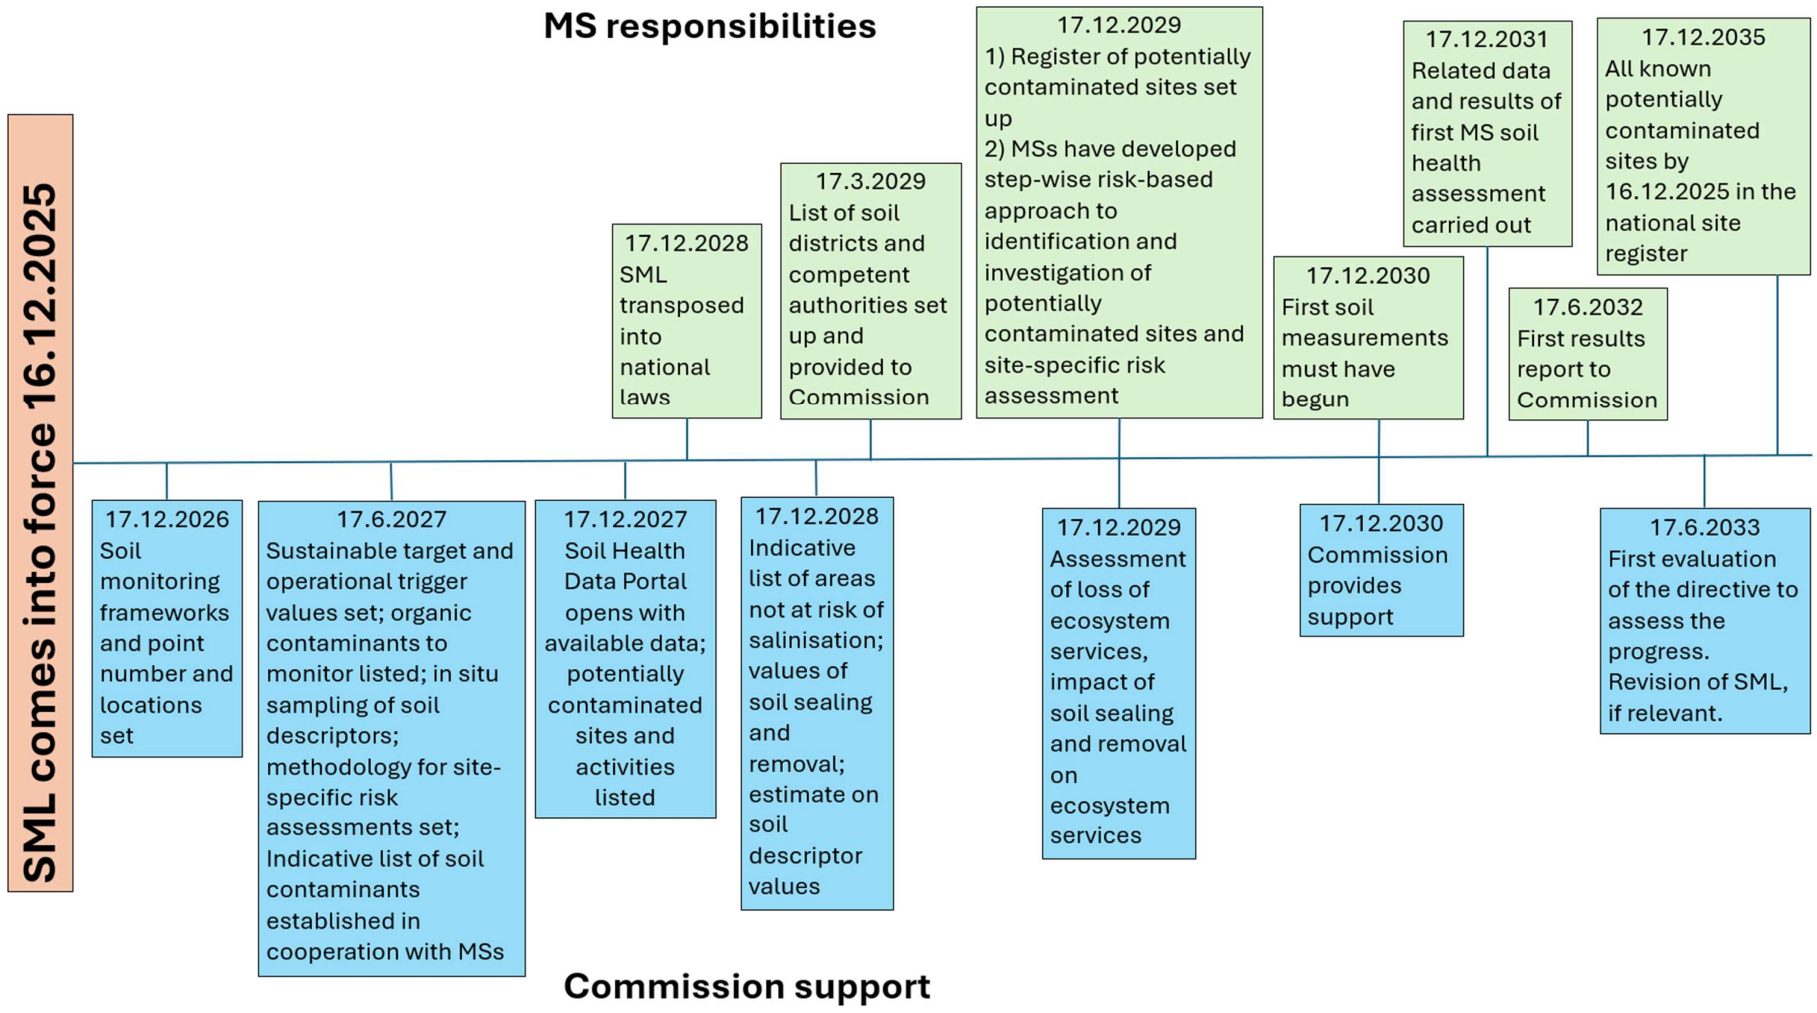 MS responsibilities
SML comes into force 16.12.2025
17.12.2028
SML
transposed
into
national
laws
17.3.2029
List of soil
districts and
competent
authorities set
up and
provided to
Commission
17.12.2029
1) Register of potentially
contaminated sites set
up
2) MSs have developed
step-wise risk-based
approach to
identification and
investigation of
potentially
contaminated sites and
site-specific risk
assessment
17.12.2030
First soil
measurements
must have
begun
17.12.2031
Related data
and results of
first MS soil
health
assessment
carried out
17.6.2032
First results
report to
Commission
17.12.2035
All known
potentially
contaminated
sites by
16.12.2025 in the
national site
register
17.12.2026
Soil
monitoring
frameworks
and point
number and
locations
set
17.6.2027
Sustainable target and
operational trigger
values set; organic
contaminants to
monitor listed; in situ
sampling of soil
descriptors;
methodology for site-
specific risk
assessments set;
Indicative list of soil
contaminants
established in
cooperation with MSs
17.12.2027
Soil Health
Data Portal
opens with
available data;
potentially
contaminated
sites and
activities
listed
17.12.2028
Indicative
list of areas
not at risk of
salinisation;
values of
soil sealing
and
removal;
estimate on
soil
descriptor
values
17.12.2029
Assessment
of loss of
ecosystem
services,
impact of
soil sealing
and removal
on
ecosystem
services
17.12.2030
Commission
provides
support
17.6.2033
First evaluation
of the directive to
assess the
progress.
Revision of SML,
if relevant.
Commission support